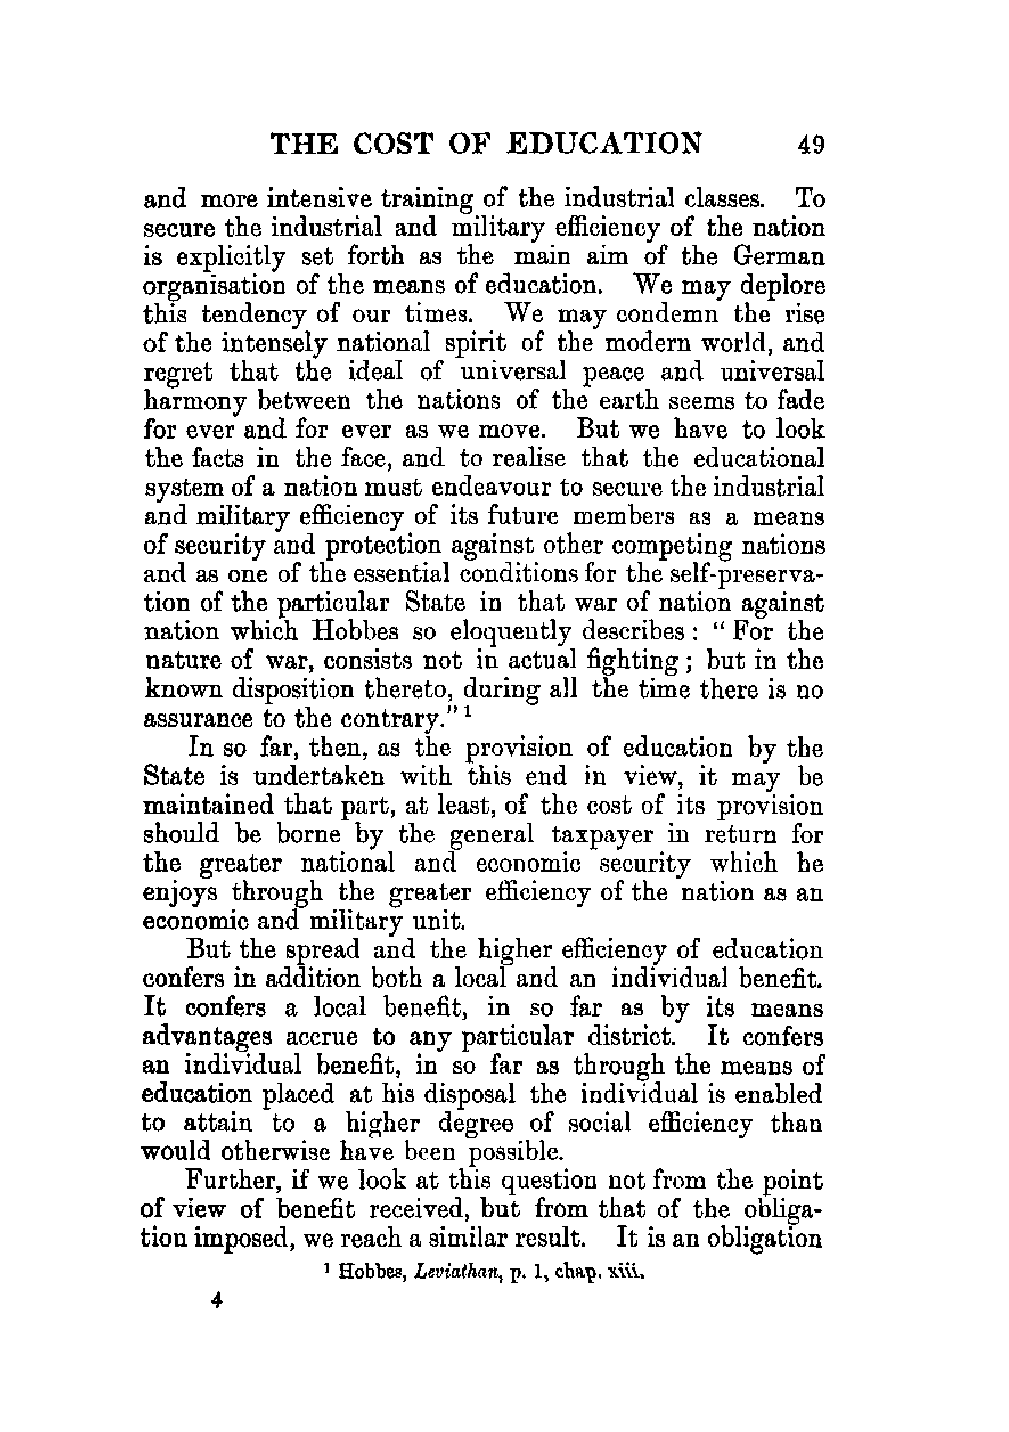 THE COST OF EDUCATION 49
and more intensive training of the industrial classes. To
secure the industrial and military efficiency of the nation
is explicitly set forth as the main aim of the German
organisation of the means of education. We may deplore
this tendency of our times. We may condemn the rise
of the intensely national spirit of the modern world, and
regret that the ideal of universal peace and universal
harmony between the nations of the earth seems to fade
for ever and for ever as we move. But we have to look
the facts in the face, and to realise that the educational
system of a nation must endeavour to secure the industrial
and military efficiency of its future members as a means
of security and protection against other competing nations
and as one of the essential conditions for the self-preserva-
tion of the particular State in that war of nation against
nation which Hobbes so eloquently describes: "For the
nature of war, consists not in actual fighting; but in the
known disposition thereto, during all the time there is no
assurance to the contrary."¹
In so far, then, as the provision of education by the
State is undertaken with this end in view, it may be
maintained that part, at least, of the cost of its provision
should be borne by the general taxpayer in return for
the greater national and economic security which he
enjoys through the greater efficiency of the nation as an
economic and military unit.
But the spread and the higher efficiency of education
confers in addition both a local and an individual benefit.
It confers a local benefit, in so far as by its means
advantages accrue to any particular district. It confers
an individual benefit, in so far as through the means of
education placed at his disposal the individual is enabled
to attain to a higher degree of social efficiency than
would otherwise have been possible.
Further, if we look at this question not from the point
of view of benefit received, but from that of the obliga-
tion imposed, we reach a similar result. It is an obligation
¹ Hobbes, Leviathan, p. 1, chap. xiii.
4